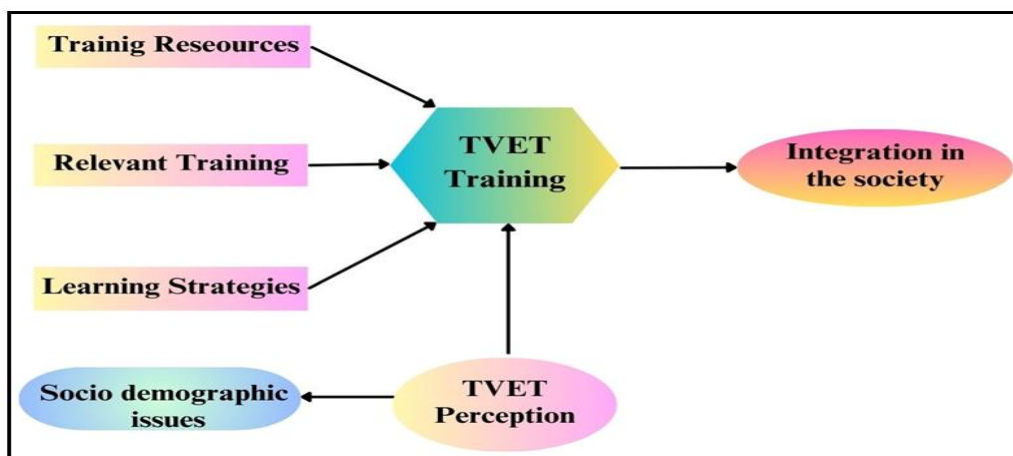 Trainig Reseources
Relevant Training
Learning Strategies
TVET
Training
Integration in
the society
Socio demographic
issues
TVET
Perception